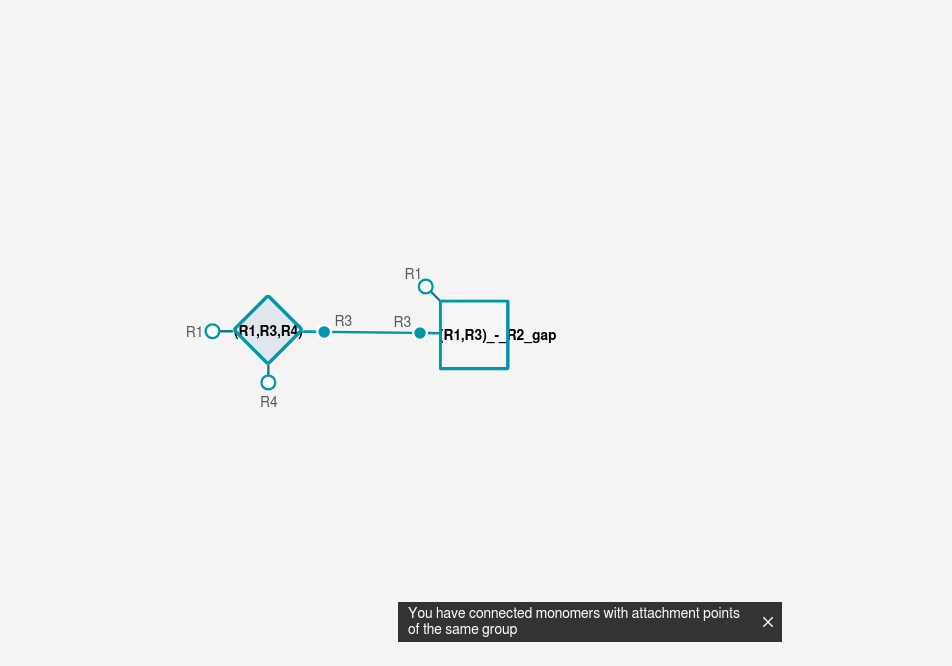 R1
R1
(R1,R3,R4)
R3
R3
(R1,R3)_-_R2_gap
R4
You have connected monomers with attachment points
of the same group